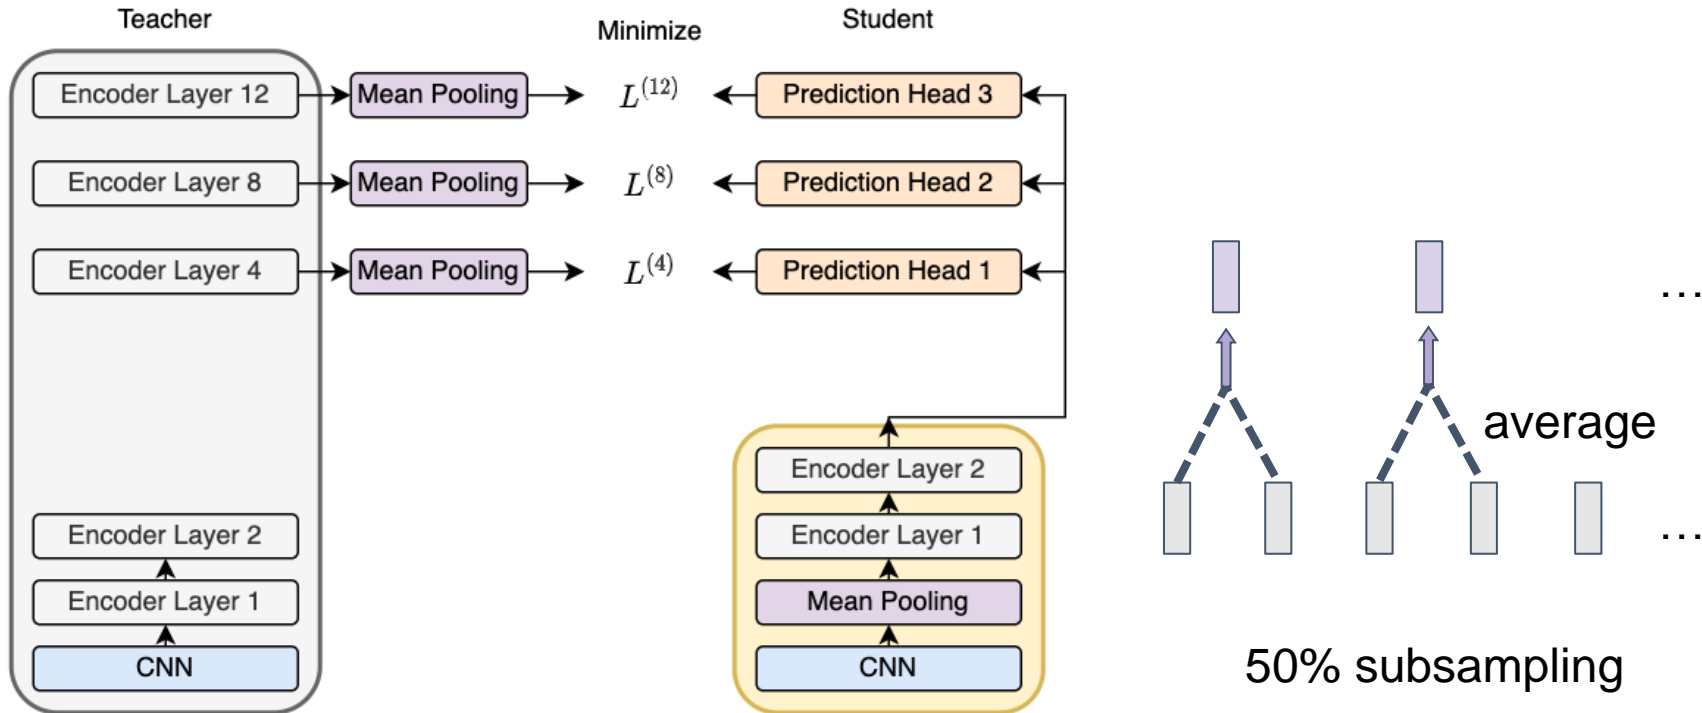 Teacher
Minimize
Student
Encoder Layer 12
Mean Pooling
L^(12)
Prediction Head 3
Encoder Layer 8
Mean Pooling
L^(8)
Prediction Head 2
Encoder Layer 4
Mean Pooling
L^(4)
Prediction Head 1
...
average
Encoder Layer 2
Encoder Layer 2
Encoder Layer 1
...
Encoder Layer 1
Mean Pooling
CNN
CNN
50% subsampling